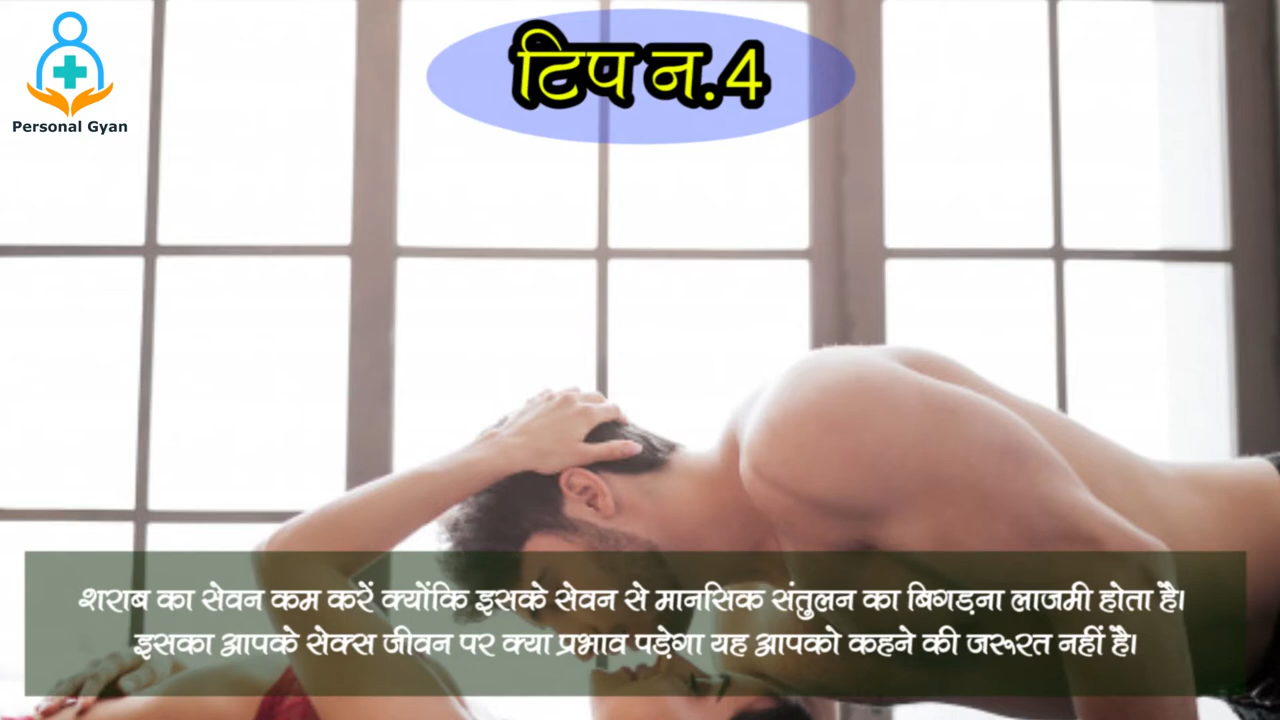 Personal Gyan
टिप न.4
शराब का सेवन कम करें क्योंकि इसके सेवन से मानसिक संतुलन का बिगड़ना लाजमी होता है।
इसका आपके सेक्स जीवन पर क्या प्रभाव पड़ेगा यह आपको कहने की जरूरत नहीं है।